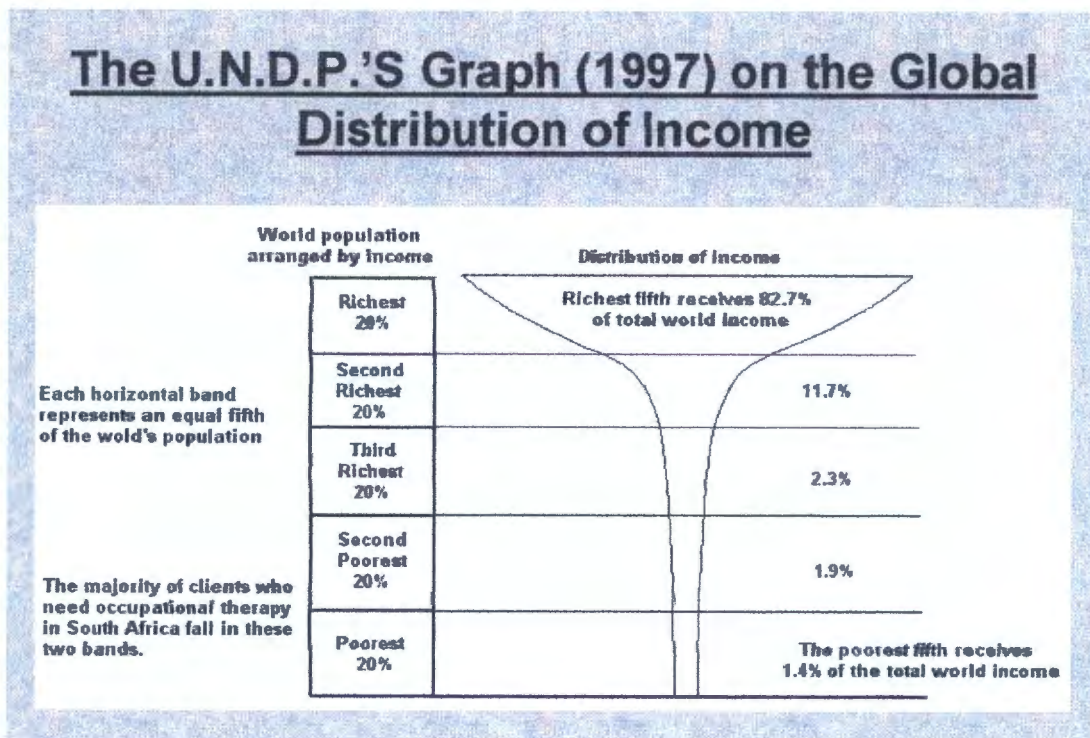 The U.N.D.P.'S Graph (1997) on the Global
Distribution of Income
World population
arranged by Income
Distribution of Income
Richest
20%
Richest fifth receives 82.7%
of total world income
Each horizontal band
represents an equal fifth
of the wold's population
Second
Richest
20%
11.7%
Third
Richest
20%
2.3%
The majority of clients who
need occupational therapy
in South Africa fall in these
two bands.
Second
Poorest
20%
1.9%
Poorest
20%
The poorest fifth receives
1.4% of the total world income